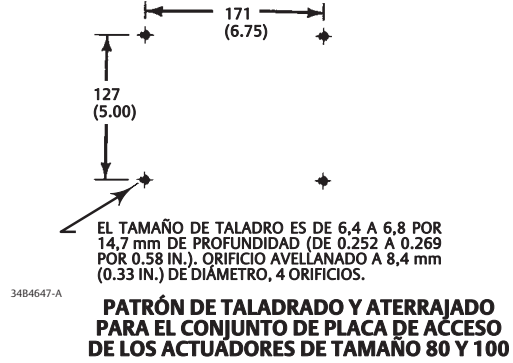 171
(6.75)
127
(5.00)
EL TAMAÑO DE TALADRO ES DE 6,4 A 6,8 POR
14,7 mm DE PROFUNDIDAD (DE 0.252 A 0.269
POR 0.58 IN.). ORIFICIO AVELLANADO A 8,4 mm
(0.33 IN.) DE DIÁMETRO, 4 ORIFICIOS.
34B4647-A
PATRÓN DE TALADRADO Y ATERRAJADO
PARA EL CONJUNTO DE PLACA DE ACCESO
DE LOS ACTUADORES DE TAMAÑO 80 Y 100